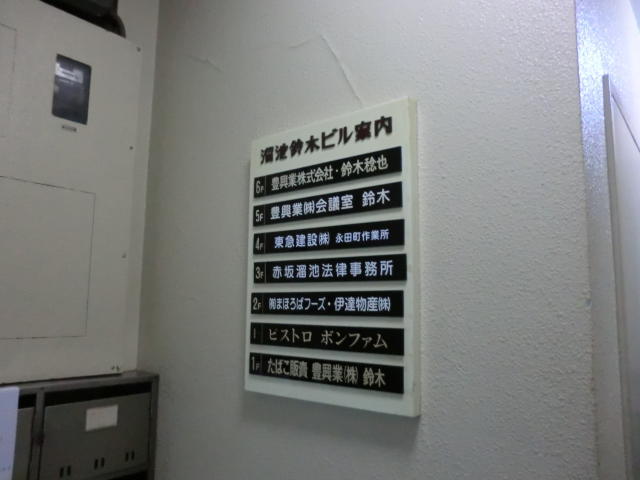 溜池鈴木ビル案内
6F 豊興業株式会社・鈴木稔也
5F 豊興業㈱会議室 鈴木
4F 東急建設㈱ 永田町作業所
3F 赤坂溜池法律事務所
2F ㈲まほろばフーズ・伊達物産㈱
1 ビストロ ボンファム
1F たばこ販賣 豊興業(株) 鈴木